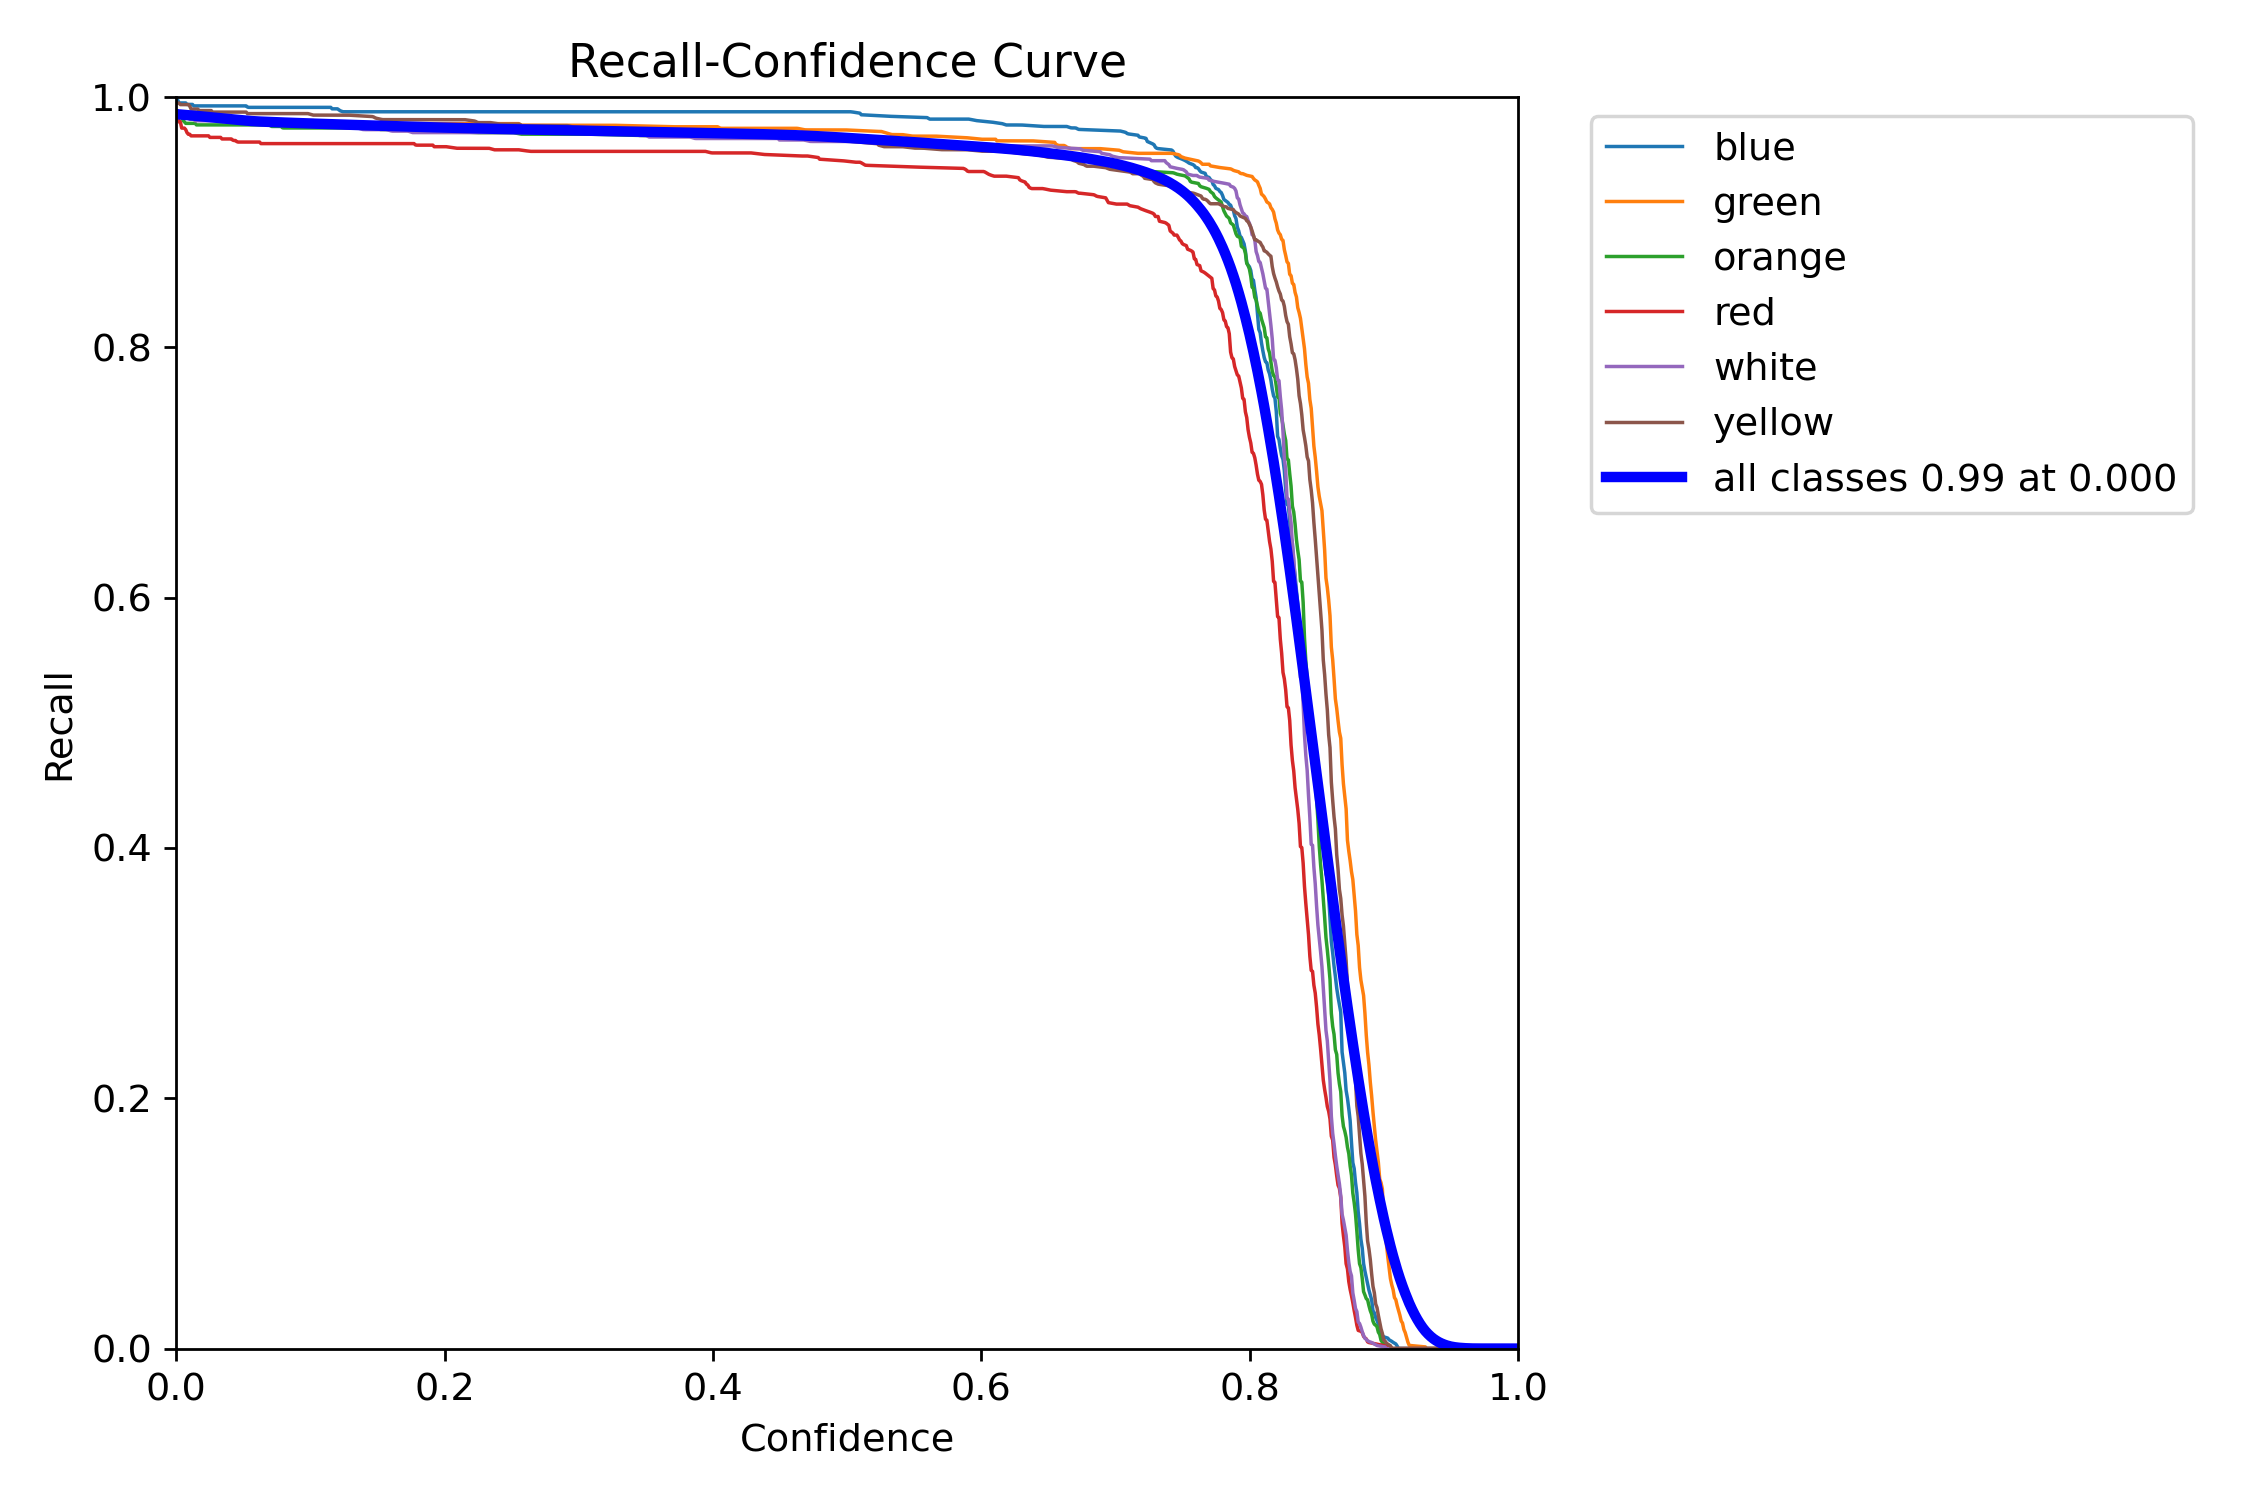 Recall-Confidence Curve
1.0
0.8
0.6
0.4
0.2
0.0
Recall
0.0 0.2 0.4 0.6 0.8 1.0
Confidence
blue
green
orange
red
white
yellow
all classes 0.99 at 0.000